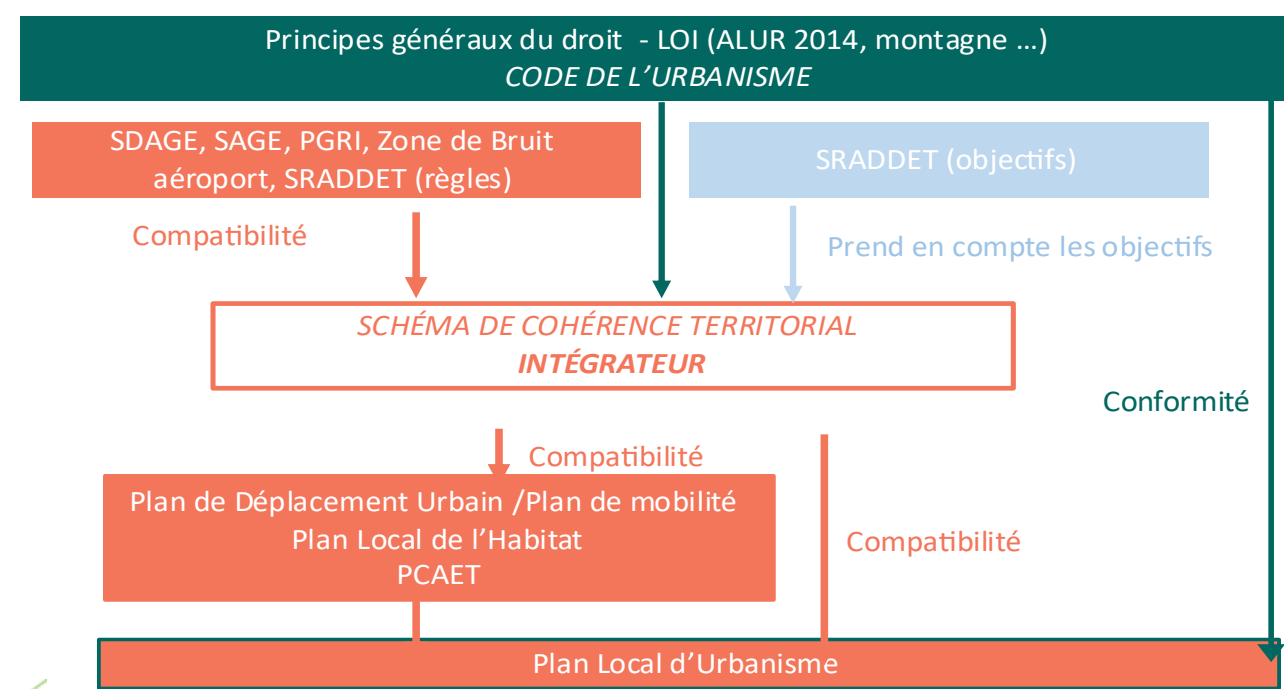 Principes généraux du droit - LOI (ALUR 2014, montagne ...)
CODE DE L'URBANISME
SDAGE, SAGE, PGRI, Zone de Bruit
aéroport, SRADDET (règles)
SRADDET (objectifs)
Compatibilité
Prend en compte les objectifs
SCHÉMA DE COHÉRENCE TERRITORIAL
INTÉGRATEUR
Conformité
Compatibilité
Plan de Déplacement Urbain /Plan de mobilité
Plan Local de l'Habitat
PCAET
Compatibilité
Plan Local d'Urbanisme